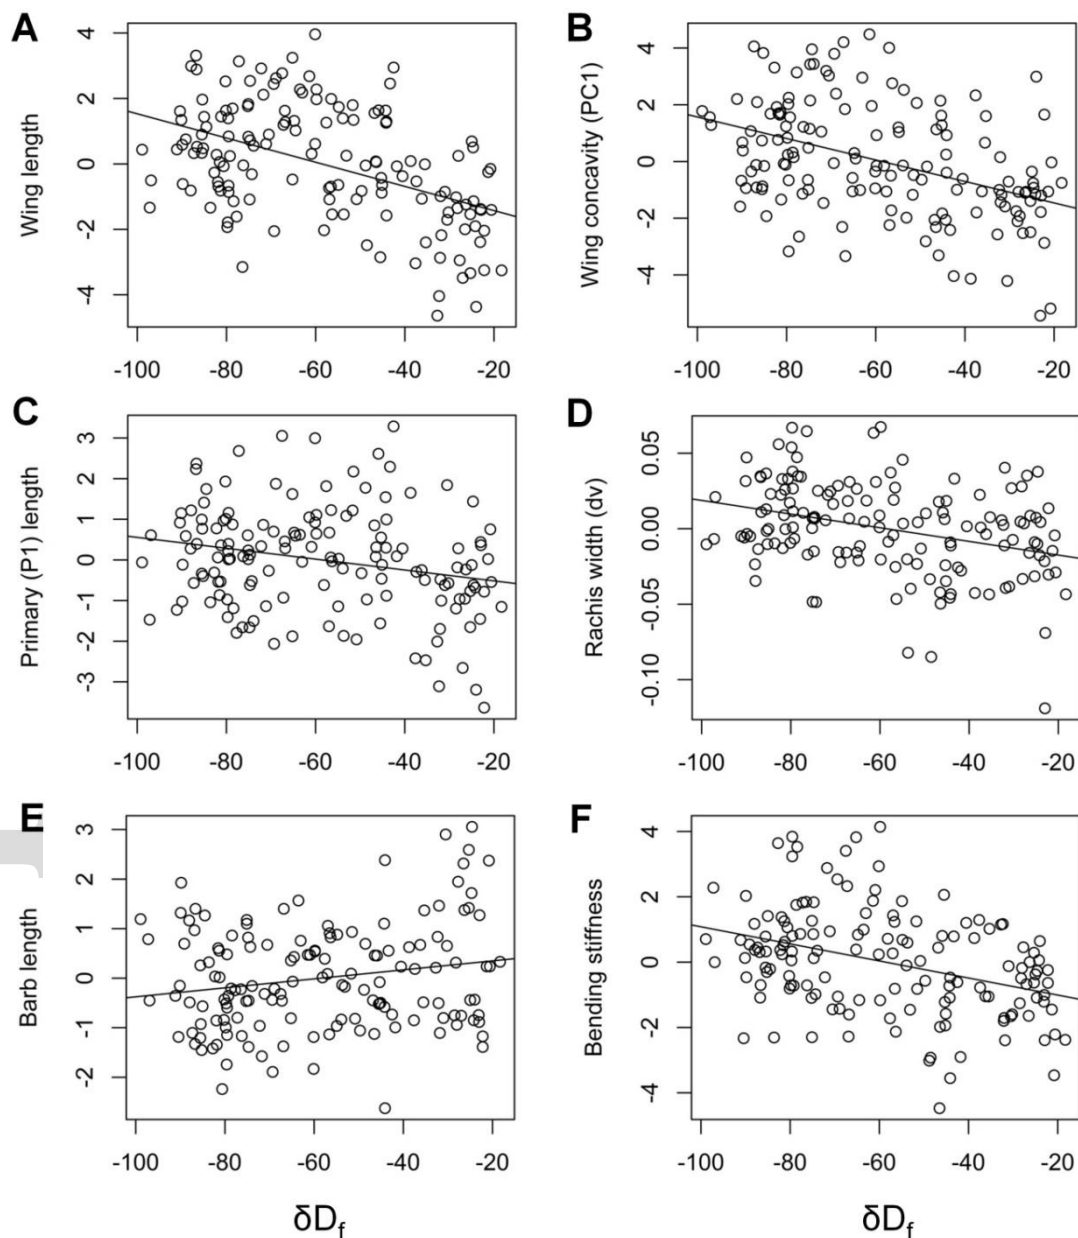 A
Wing length
4
2
0
-2
-4
-100 -80 -60 -40 -20
B
Wing concavity (PC1)
4
2
0
-2
-4
-100 -80 -60 -40 -20
C
Primary (P1) length
3
2
1
0
-1
-2
-3
-100 -80 -60 -40 -20
D
Rachis width (dv)
0.05
0.00
-0.05
-0.10
-100 -80 -60 -40 -20
E
Barb length
3
2
1
0
-1
-2
-100 -80 -60 -40 -20
δD_f
F
Bending stiffness
4
2
0
-2
-4
-100 -80 -60 -40 -20
δD_f